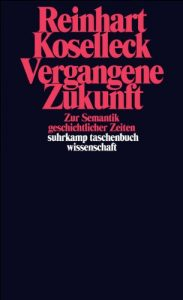 Reinhart
Koselleck
Vergangene
Zukunft
Zur Semantik
geschichtlicher Zeiten
suhrkamp taschenbuch
wissenschaft